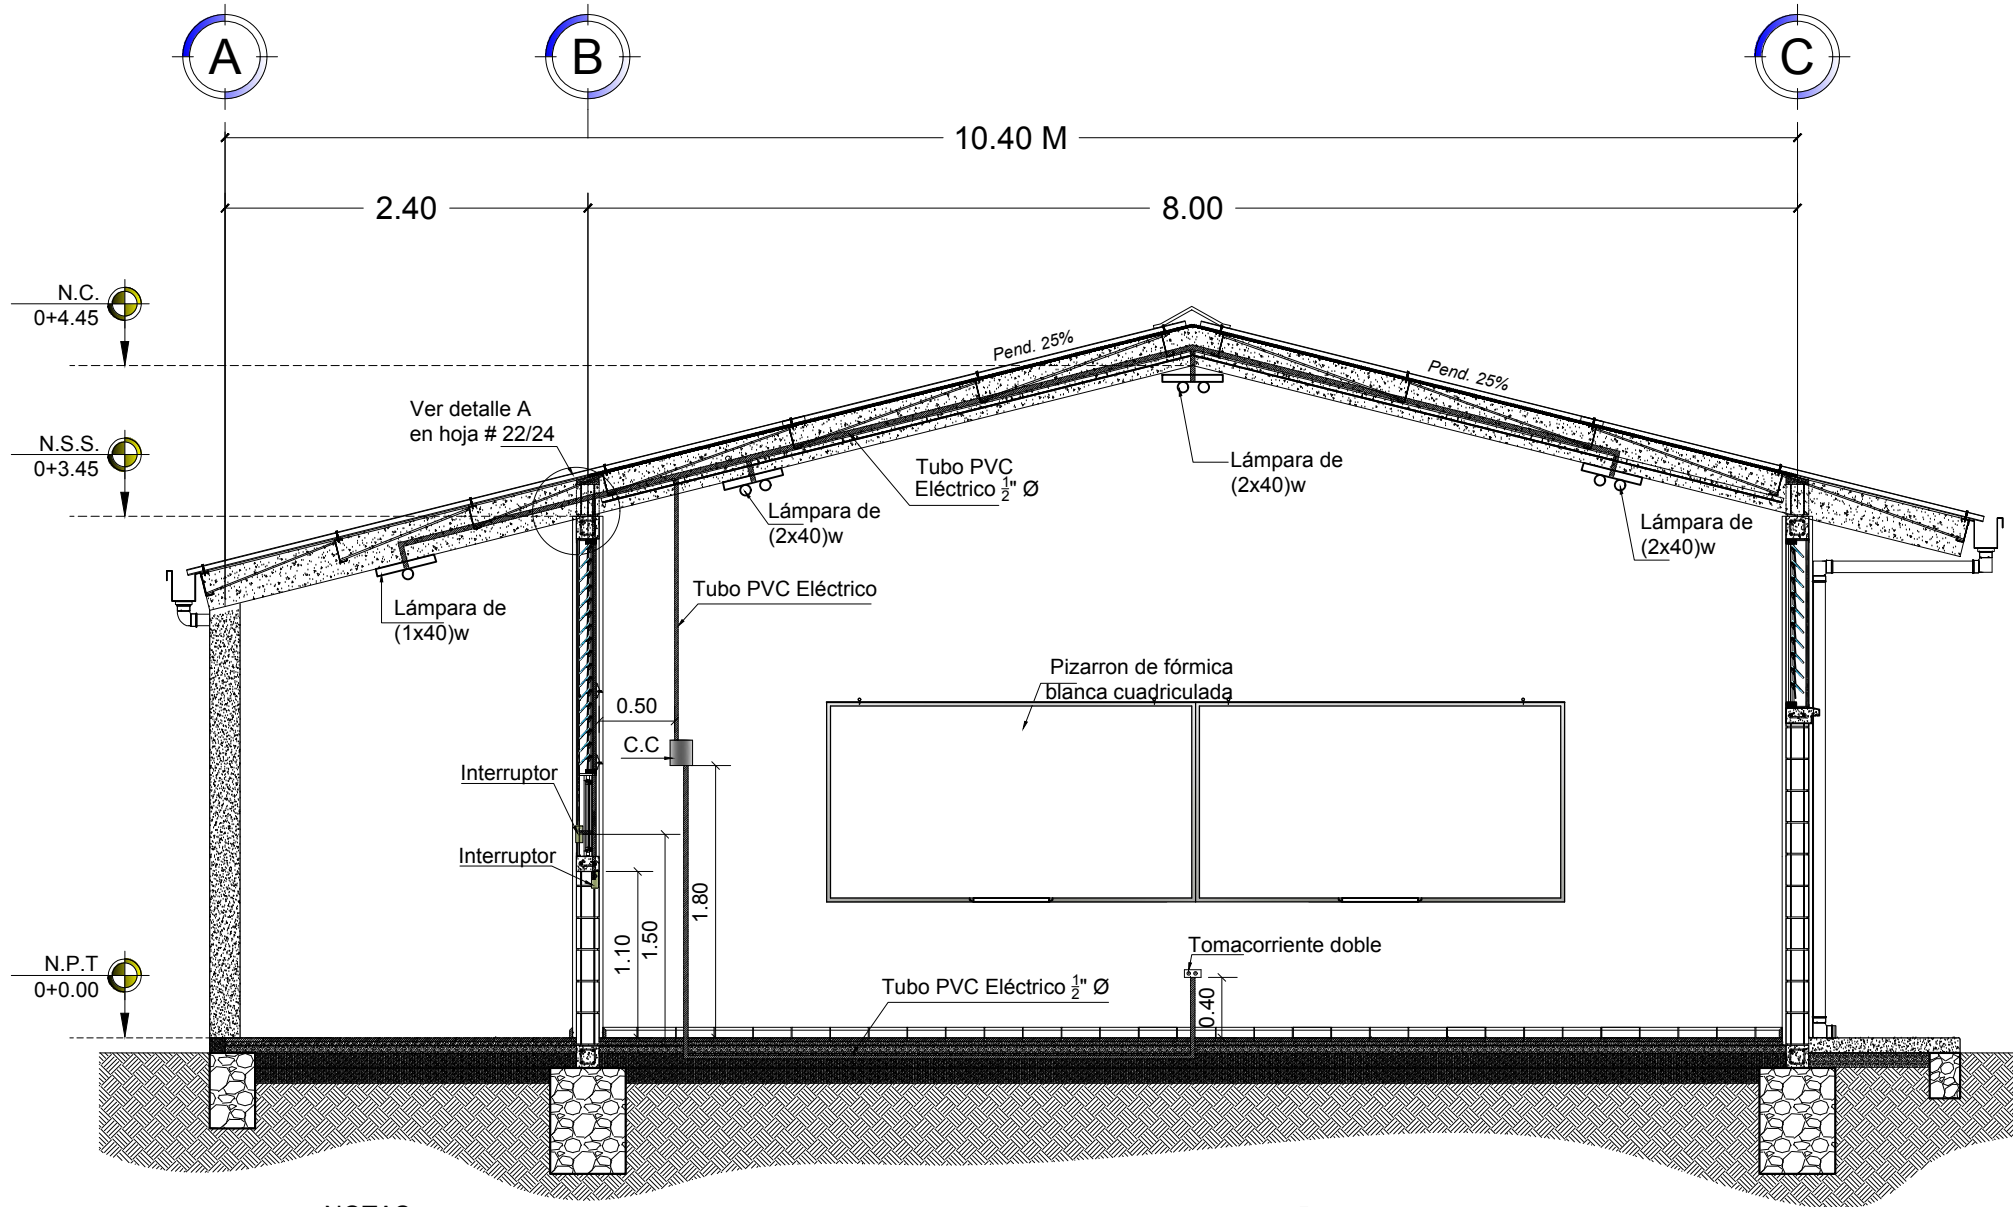 A
B
C
10.40 M
2.40
8.00
N.C.
0+4.45
Pend. 25%
Pend. 25%
Ver detalle A
en hoja # 22/24
N.S.S.
0+3.45
Tubo PVC
Eléctrico ½" Ø
Lámpara de
(2x40)w
Lámpara de
(2x40)w
Lámpara de
(2x40)w
Lámpara de
(1x40)w
Tubo PVC Eléctrico
Pizarron de fórmica
blanca cuadriculada
0.50
C.C
Interruptor
Interruptor
1.10
1.50
1.80
Tomacorriente doble
N.P.T
0+0.00
Tubo PVC Eléctrico ½" Ø
0.40